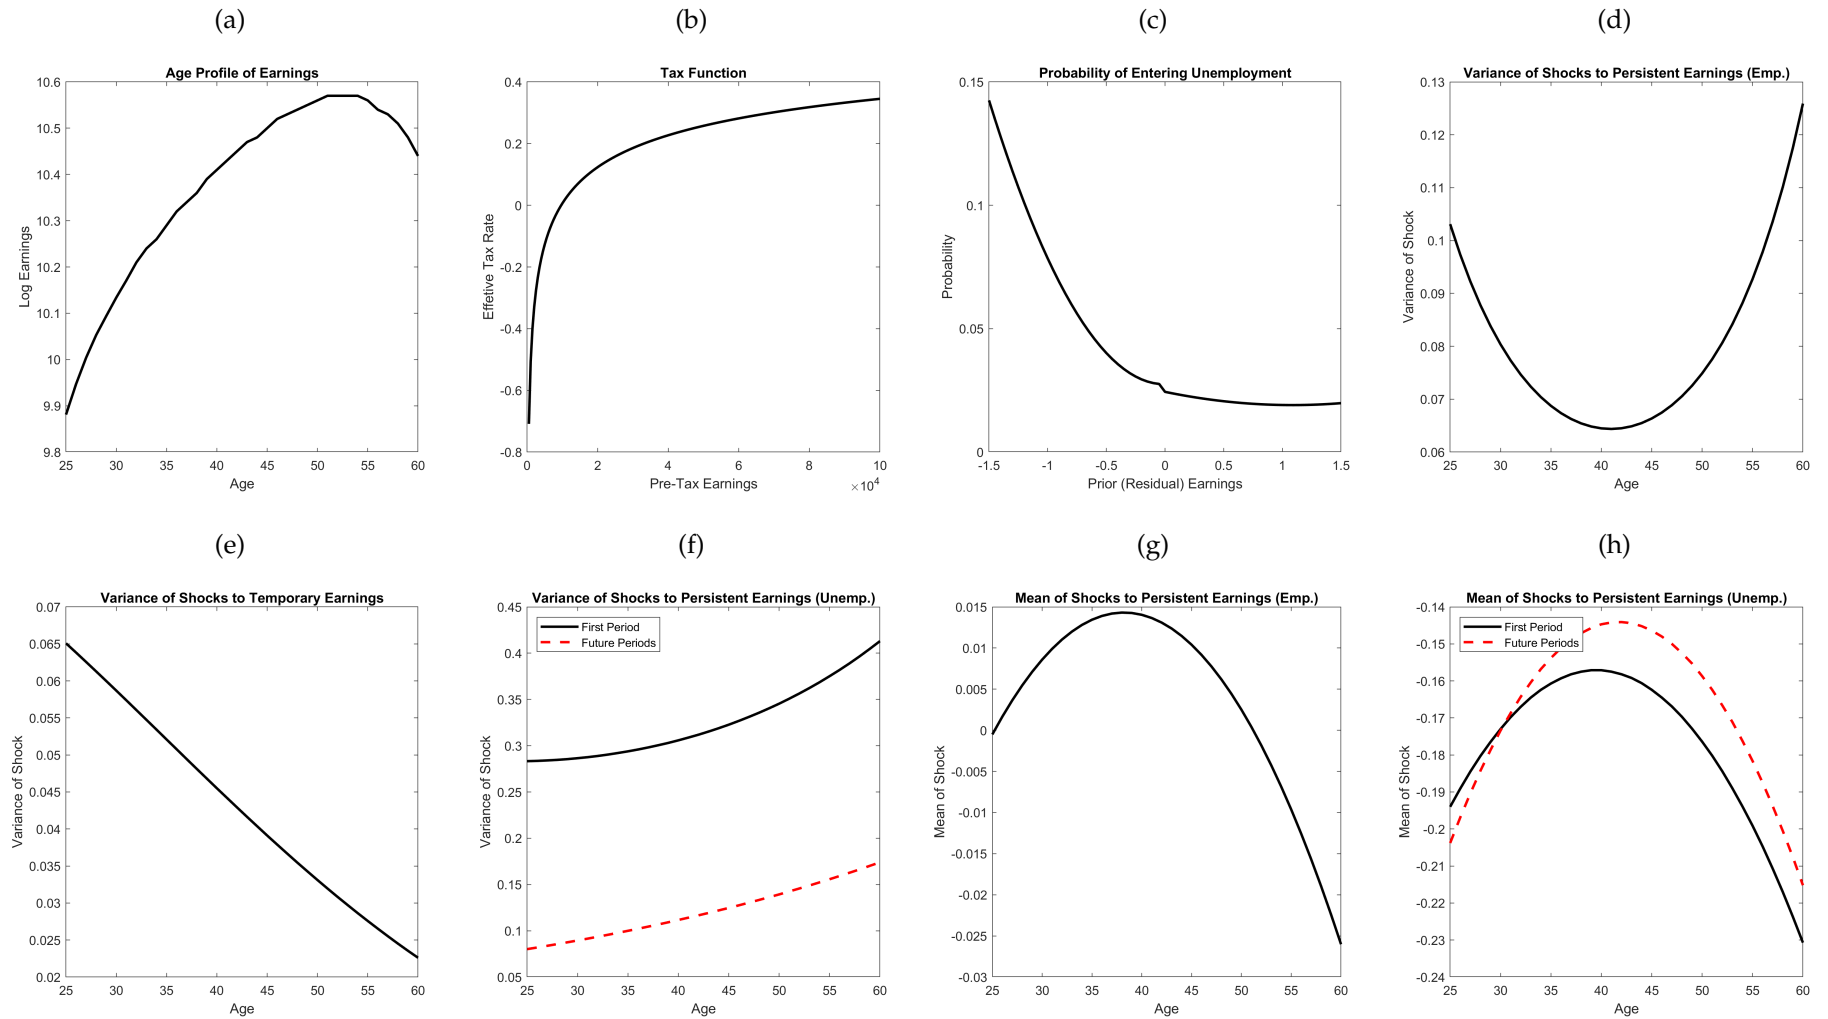 (a)
Age Profile of Earnings
10.6
10.5
10.4
10.3
10.2
10.1
10
9.9
9.8
Log Earnings
25 30 35 40 45 50 55 60
Age
(b)
Tax Function
0.4
0.2
0
-0.2
-0.4
-0.6
-0.8
Effetive Tax Rate
0 2 4 6 8 10
Pre-Tax Earnings
×10^4
(c)
Probability of Entering Unemployment
0.15
0.1
0.05
0
Probability
-1.5 -1 -0.5 0 0.5 1 1.5
Prior (Residual) Earnings
(d)
Variance of Shocks to Persistent Earnings (Emp.)
0.13
0.12
0.11
0.1
0.09
0.08
0.07
0.06
Variance of Shock
25 30 35 40 45 50 55 60
Age
(e)
Variance of Shocks to Temporary Earnings
0.07
0.065
0.06
0.055
0.05
0.045
0.04
0.035
0.03
0.025
0.02
Variance of Shock
25 30 35 40 45 50 55 60
Age
(f)
Variance of Shocks to Persistent Earnings (Unemp.)
First Period
Future Periods
0.45
0.4
0.35
0.3
0.25
0.2
0.15
0.1
0.05
Variance of Shock
25 30 35 40 45 50 55 60
Age
(g)
Mean of Shocks to Persistent Earnings (Emp.)
0.015
0.01
0.005
0
-0.005
-0.01
-0.015
-0.02
-0.025
-0.03
Mean of Shock
25 30 35 40 45 50 55 60
Age
(h)
Mean of Shocks to Persistent Earnings (Unemp.)
First Period
Future Periods
-0.14
-0.15
-0.16
-0.17
-0.18
-0.19
-0.2
-0.21
-0.22
-0.23
-0.24
Mean of Shock
25 30 35 40 45 50 55 60
Age